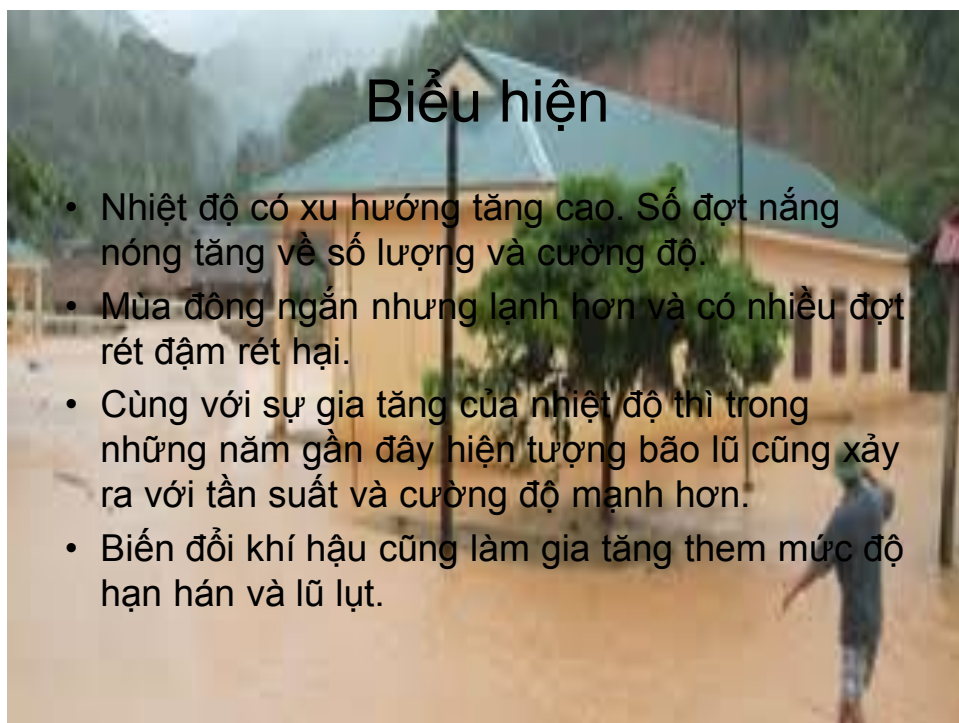 Biểu hiện
• Nhiệt độ có xu hướng tăng cao. Số đợt nắng
nóng tăng về số lượng và cường độ.
• Mùa đông ngắn nhưng lạnh hơn và có nhiều đợt
rét đậm rét hại.
• Cùng với sự gia tăng của nhiệt độ thì trong
những năm gần đây hiện tượng bão lũ cũng xảy
ra với tần suất và cường độ mạnh hơn.
• Biến đổi khí hậu cũng làm gia tăng them mức độ
hạn hán và lũ lụt.